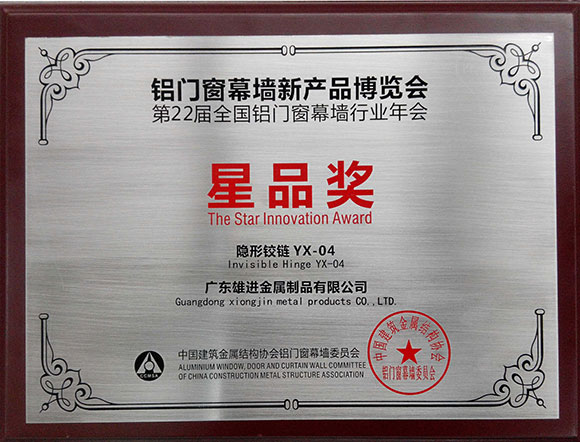 铝门窗幕墙新产品博览会
第22届全国铝门窗幕墙行业年会
星品奖
The Star Innovation Award
隐形铰链 YX-04
Invisible Hinge YX-04
广东雄进金属制品有限公司
Guangdong xiongjin metal products CO.,LTD.
中国建筑金属结构协会铝门窗幕墙委员会
ALUMINIUM WINDOW, DOOR AND CURTAIN WALL COMMITTEE
OF CHINA CONSTRUCTION METAL STRUCTURE ASSOCIATION
CCMSA
中国建筑金属结构协会
铝门窗幕墙委员会